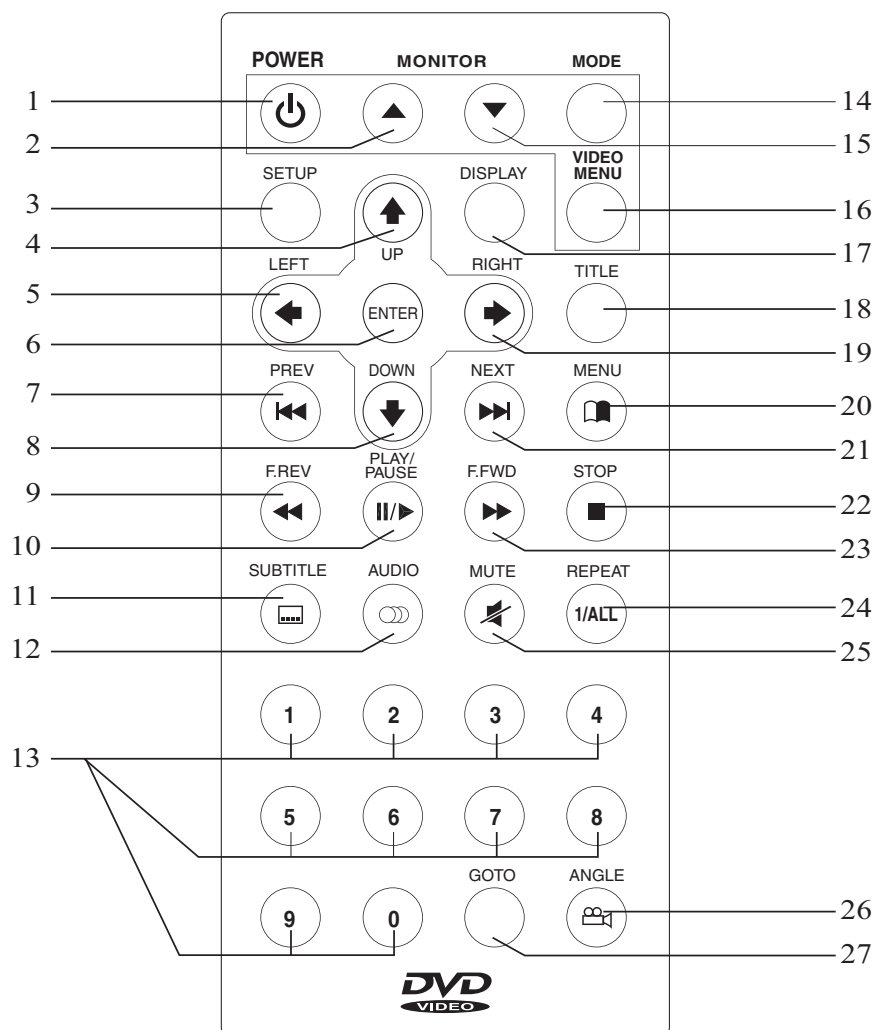 POWER MONITOR MODE
1 14
2 15
VIDEO
MENU
SETUP DISPLAY
3 16
4 17
UP
LEFT RIGHT TITLE
5 18
ENTER
6 19
PREV DOWN NEXT MENU
7 20
8 21
PLAY/
PAUSE
F.REV F.FWD STOP
9 22
10 23
SUBTITLE AUDIO MUTE REPEAT
11 1/ALL 24
12 25
1 2 3 4
13
5 6 7 8
GOTO ANGLE
9 0 26
27
DVD
VIDEO